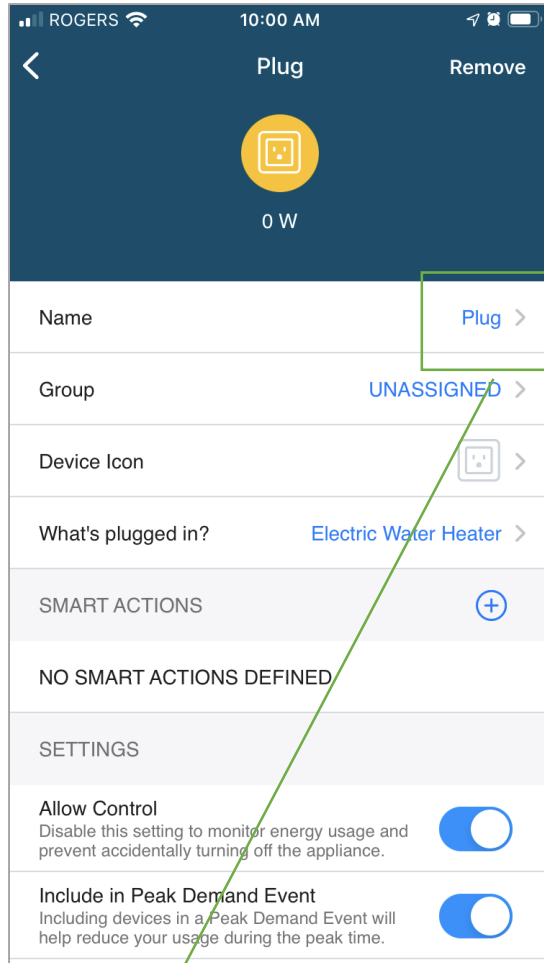 ROGERS 10:00 AM
Plug Remove
0 W
Name Plug
Group UNASSIGNED
Device Icon
What's plugged in? Electric Water Heater
SMART ACTIONS
NO SMART ACTIONS DEFINED
SETTINGS
Allow Control
Disable this setting to monitor energy usage and
prevent accidentally turning off the appliance.
Include in Peak Demand Event
Including devices in a Peak Demand Event will
help reduce your usage during the peak time.